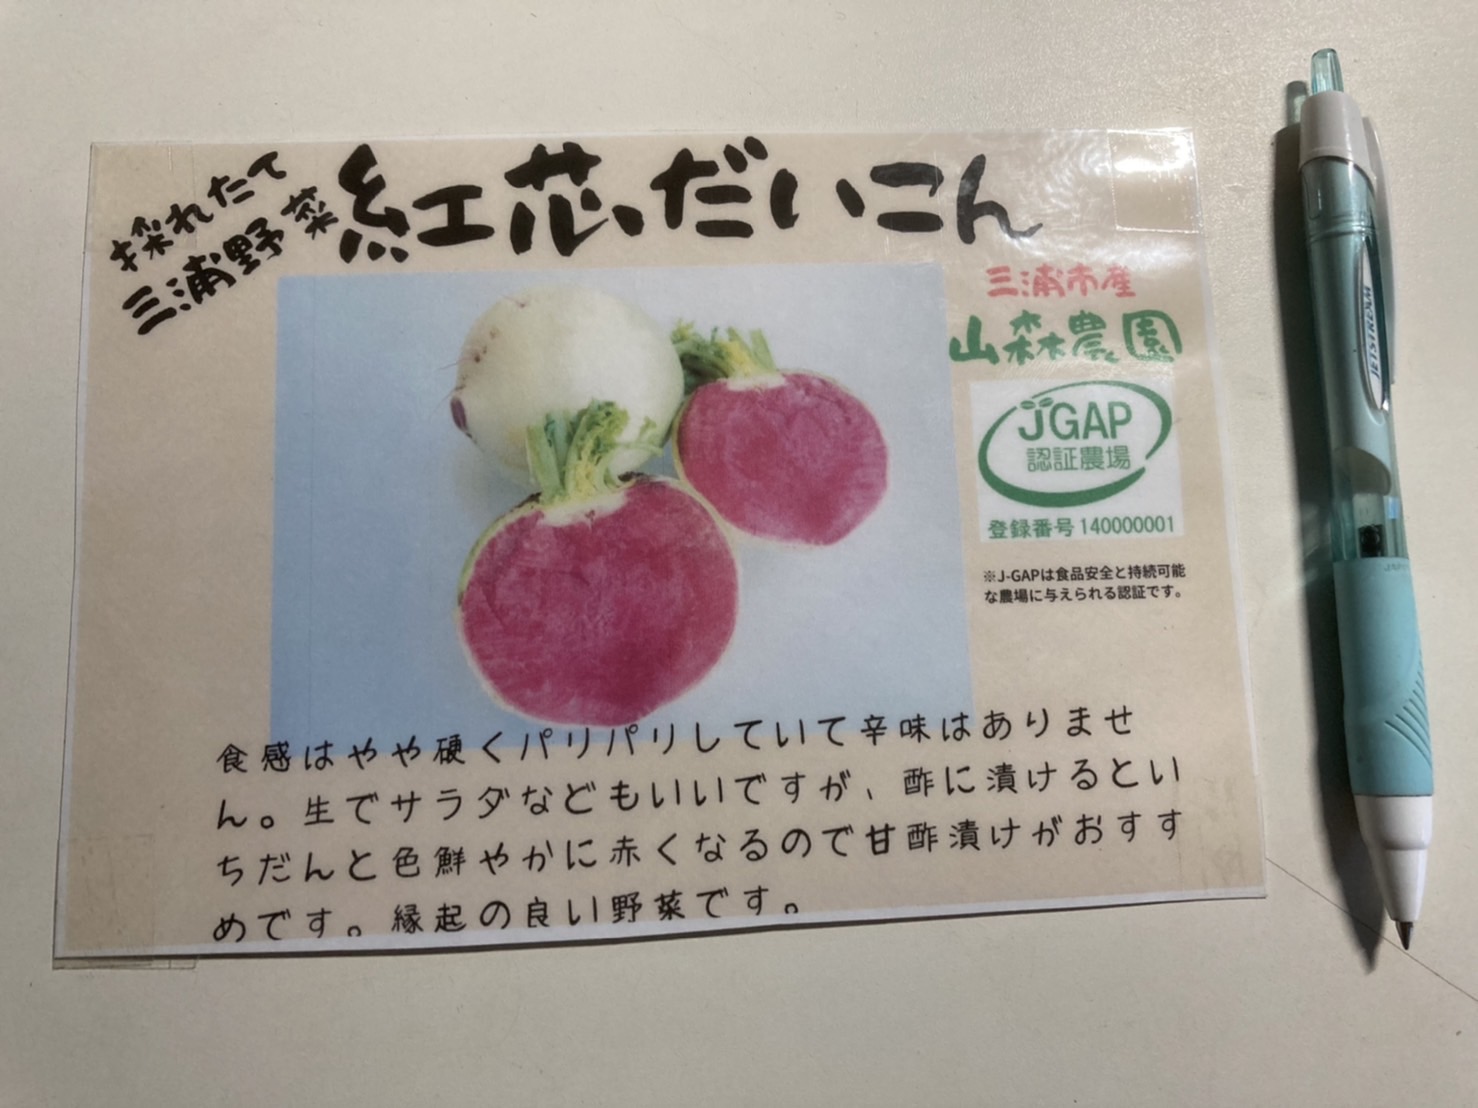 採れたて
三浦野菜
紅芯だいこん
三浦市産
山森農園
JGAP
認証農場
登録番号 140000001
※J-GAPは食品安全と持続可能
な農場に与えられる認証です。
食感はやや硬くパリパリしていて辛味はありませ
ん。生でサラダなどもいいですが、酢に漬けるとい
ちだんと色鮮やかに赤くなるので甘酢漬けがおすす
めです。縁起の良い野菜です。
JETSTREAM